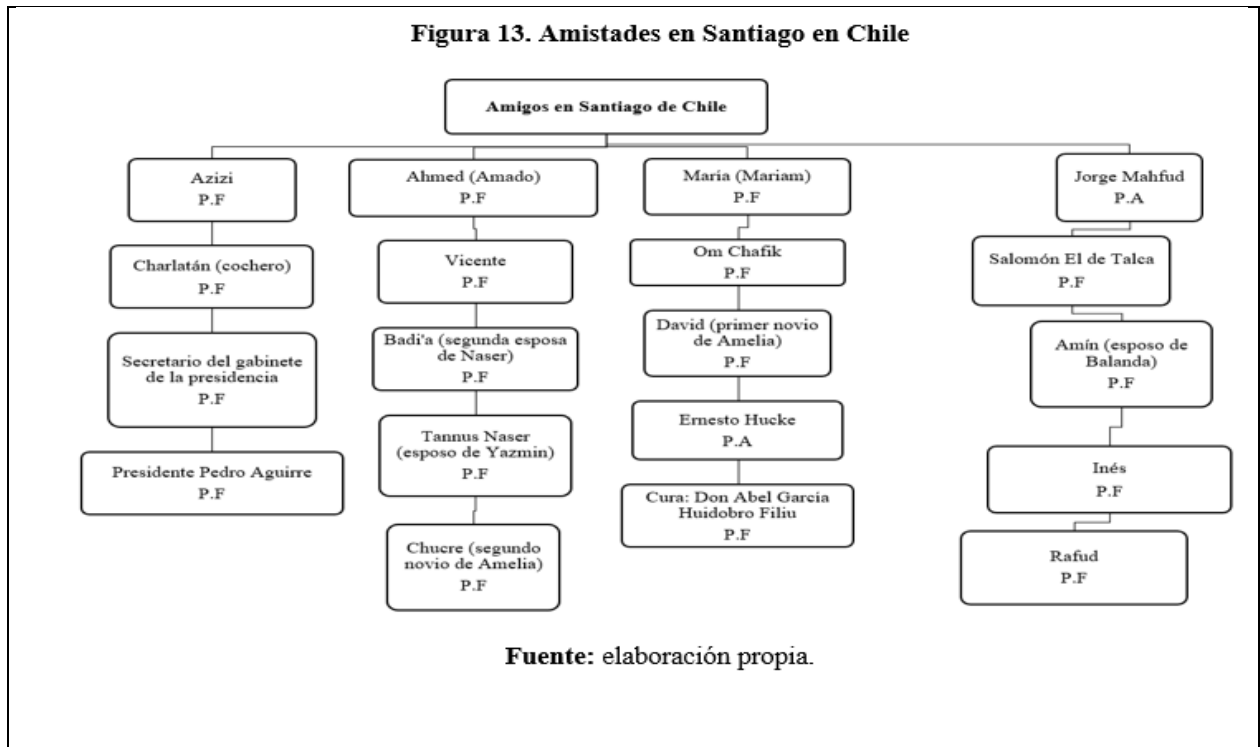 Figura 13. Amistades en Santiago en Chile
Amigos en Santiago de Chile
Azizi
P.F
Charlatán (cochero)
P.F
Secretario del gabinete
de la presidencia
P.F
Presidente Pedro Aguirre
P.F
Ahmed (Amado)
P.F
Vicente
P.F
Badi'a (segunda esposa
de Naser)
P.F
Tannus Naser
(esposo de Yazmin)
P.F
Chucre (segundo
novio de Amelia)
P.F
María (Mariam)
P.F
Om Chafik
P.F
David (primer novio
de Amelia)
P.F
Ernesto Hucke
P.A
Cura: Don Abel García
Huidobro Filiu
P.F
Jorge Mahfud
P.A
Salomón El de Talca
P.F
Amín (esposo de
Balanda)
P.F
Inés
P.F
Rafud
P.F
Fuente: elaboración propia.